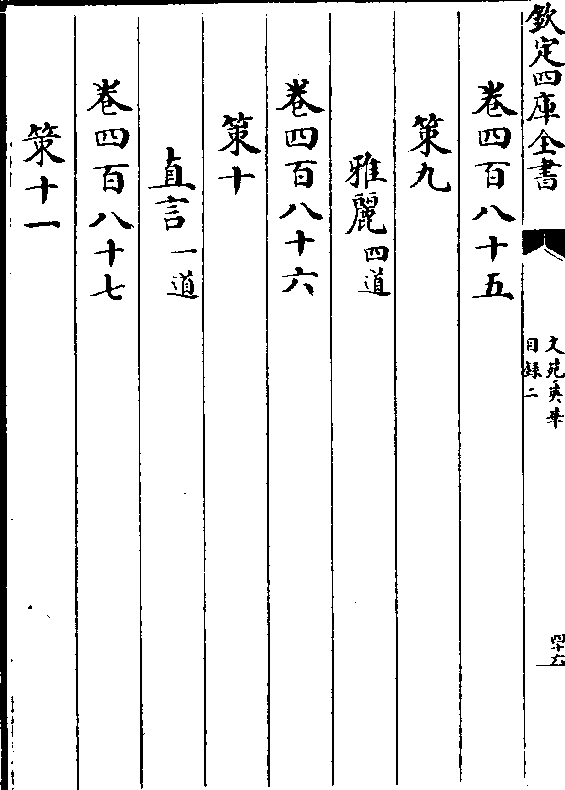 欽定四庫全書
文苑英華
目錄二
四十六
卷四百八十五
策九
雅麗四道
卷四百八十六
策十
直言一道
卷四百八十七
策十一